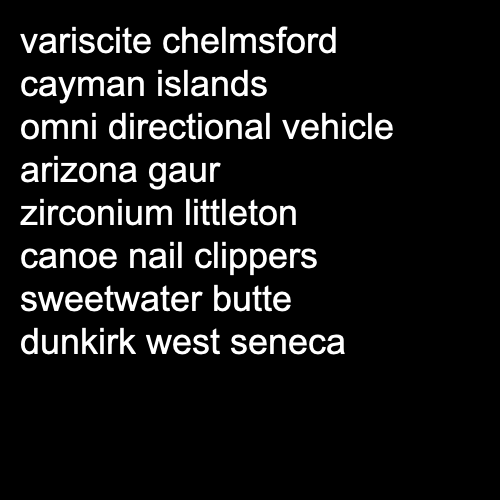 variscite chelmsford
cayman islands
omni directional vehicle
arizona gaur
zirconium littleton
canoe nail clippers
sweetwater butte
dunkirk west seneca